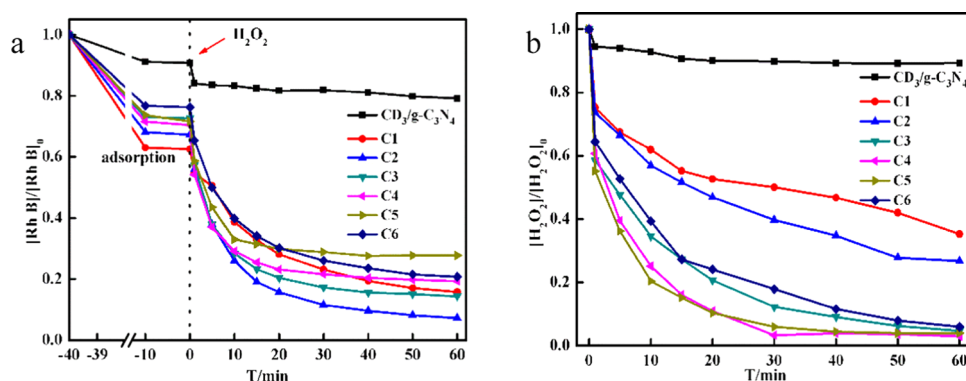 a
H₂O₂
[Rh B]/[Rh B]₀
1.0
0.8
0.6
0.4
0.2
0.0
adsorption
CD₃/g-C₃N₄
C1
C2
C3
C4
C5
C6
-40 -39 -10 0 10 20 30 40 50 60
T/min
b
[H₂O₂]/[H₂O₂]₀
1.0
0.8
0.6
0.4
0.2
0.0
CD₃/g-C₃N₄
C1
C2
C3
C4
C5
C6
0 10 20 30 40 50 60
T/min